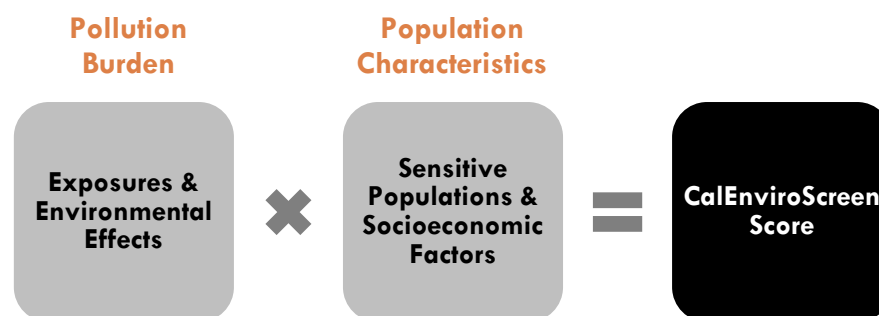 Pollution
Burden
Population
Characteristics
Exposures &
Environmental
Effects
Sensitive
Populations &
Socioeconomic
Factors
CalEnviroScreen
Score